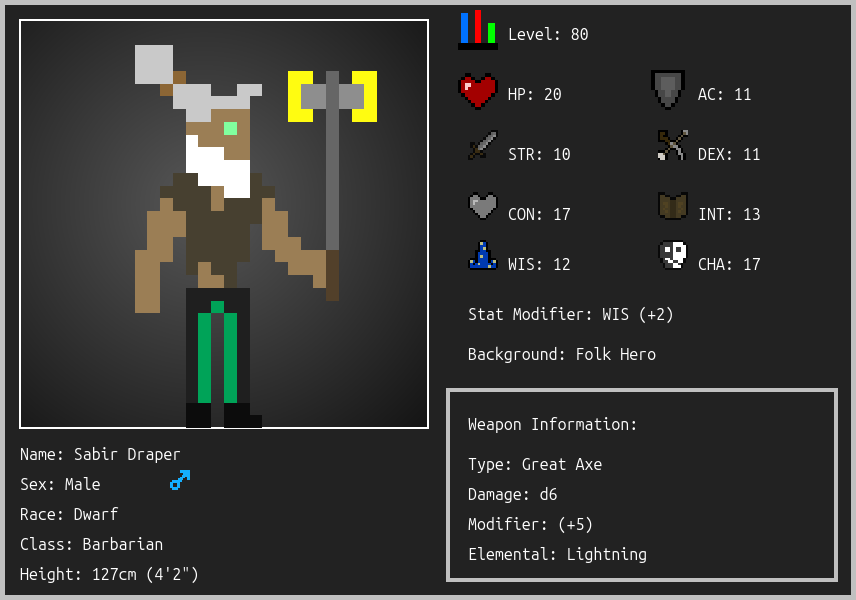 Level: 80
HP: 20
AC: 11
STR: 10
DEX: 11
CON: 17
INT: 13
WIS: 12
CHA: 17
Stat Modifier: WIS (+2)
Background: Folk Hero
Weapon Information:
Type: Great Axe
Damage: d6
Modifier: (+5)
Elemental: Lightning
Name: Sabir Draper
Sex: Male
Race: Dwarf
Class: Barbarian
Height: 127cm (4'2")